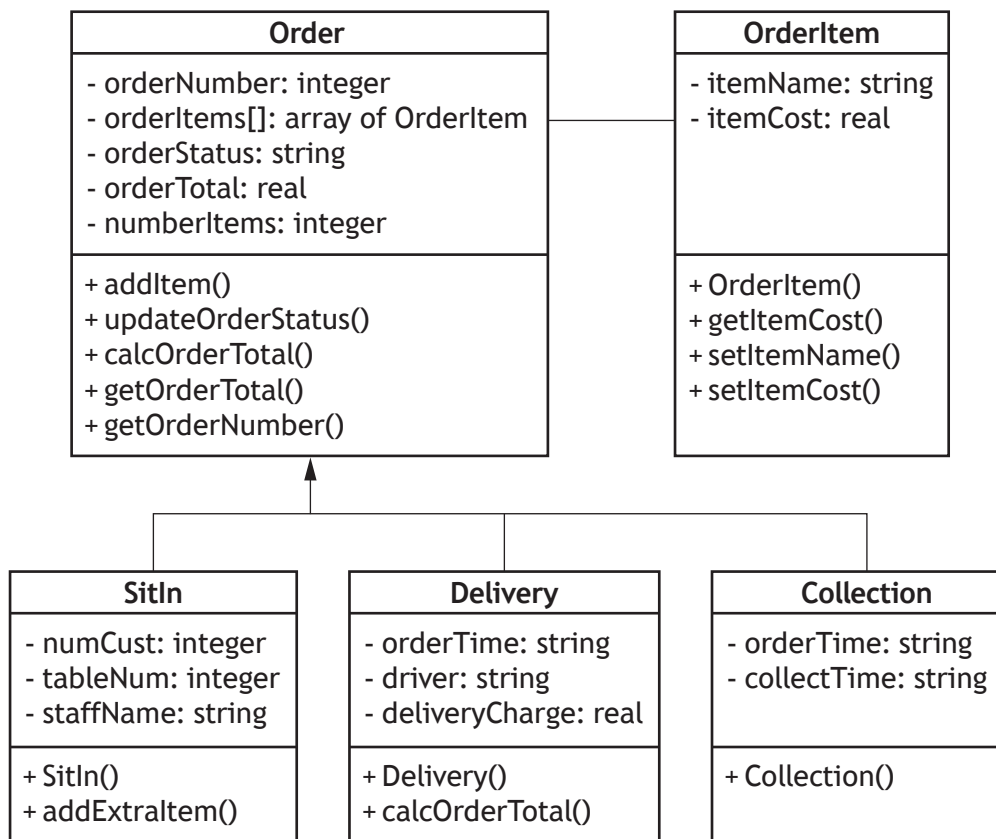 Order
- orderNumber: integer
- orderItems[]: array of OrderItem
- orderStatus: string
- orderTotal: real
- numberItems: integer
+ addItem()
+ updateOrderStatus()
+ calcOrderTotal()
+ getOrderTotal()
+ getOrderNumber()
OrderItem
- itemName: string
- itemCost: real
+ OrderItem()
+ getItemCost()
+ setItemName()
+ setItemCost()
SitIn
- numCust: integer
- tableNum: integer
- staffName: string
+ SitIn()
+ addExtraItem()
Delivery
- orderTime: string
- driver: string
- deliveryCharge: real
+ Delivery()
+ calcOrderTotal()
Collection
- orderTime: string
- collectTime: string
+ Collection()